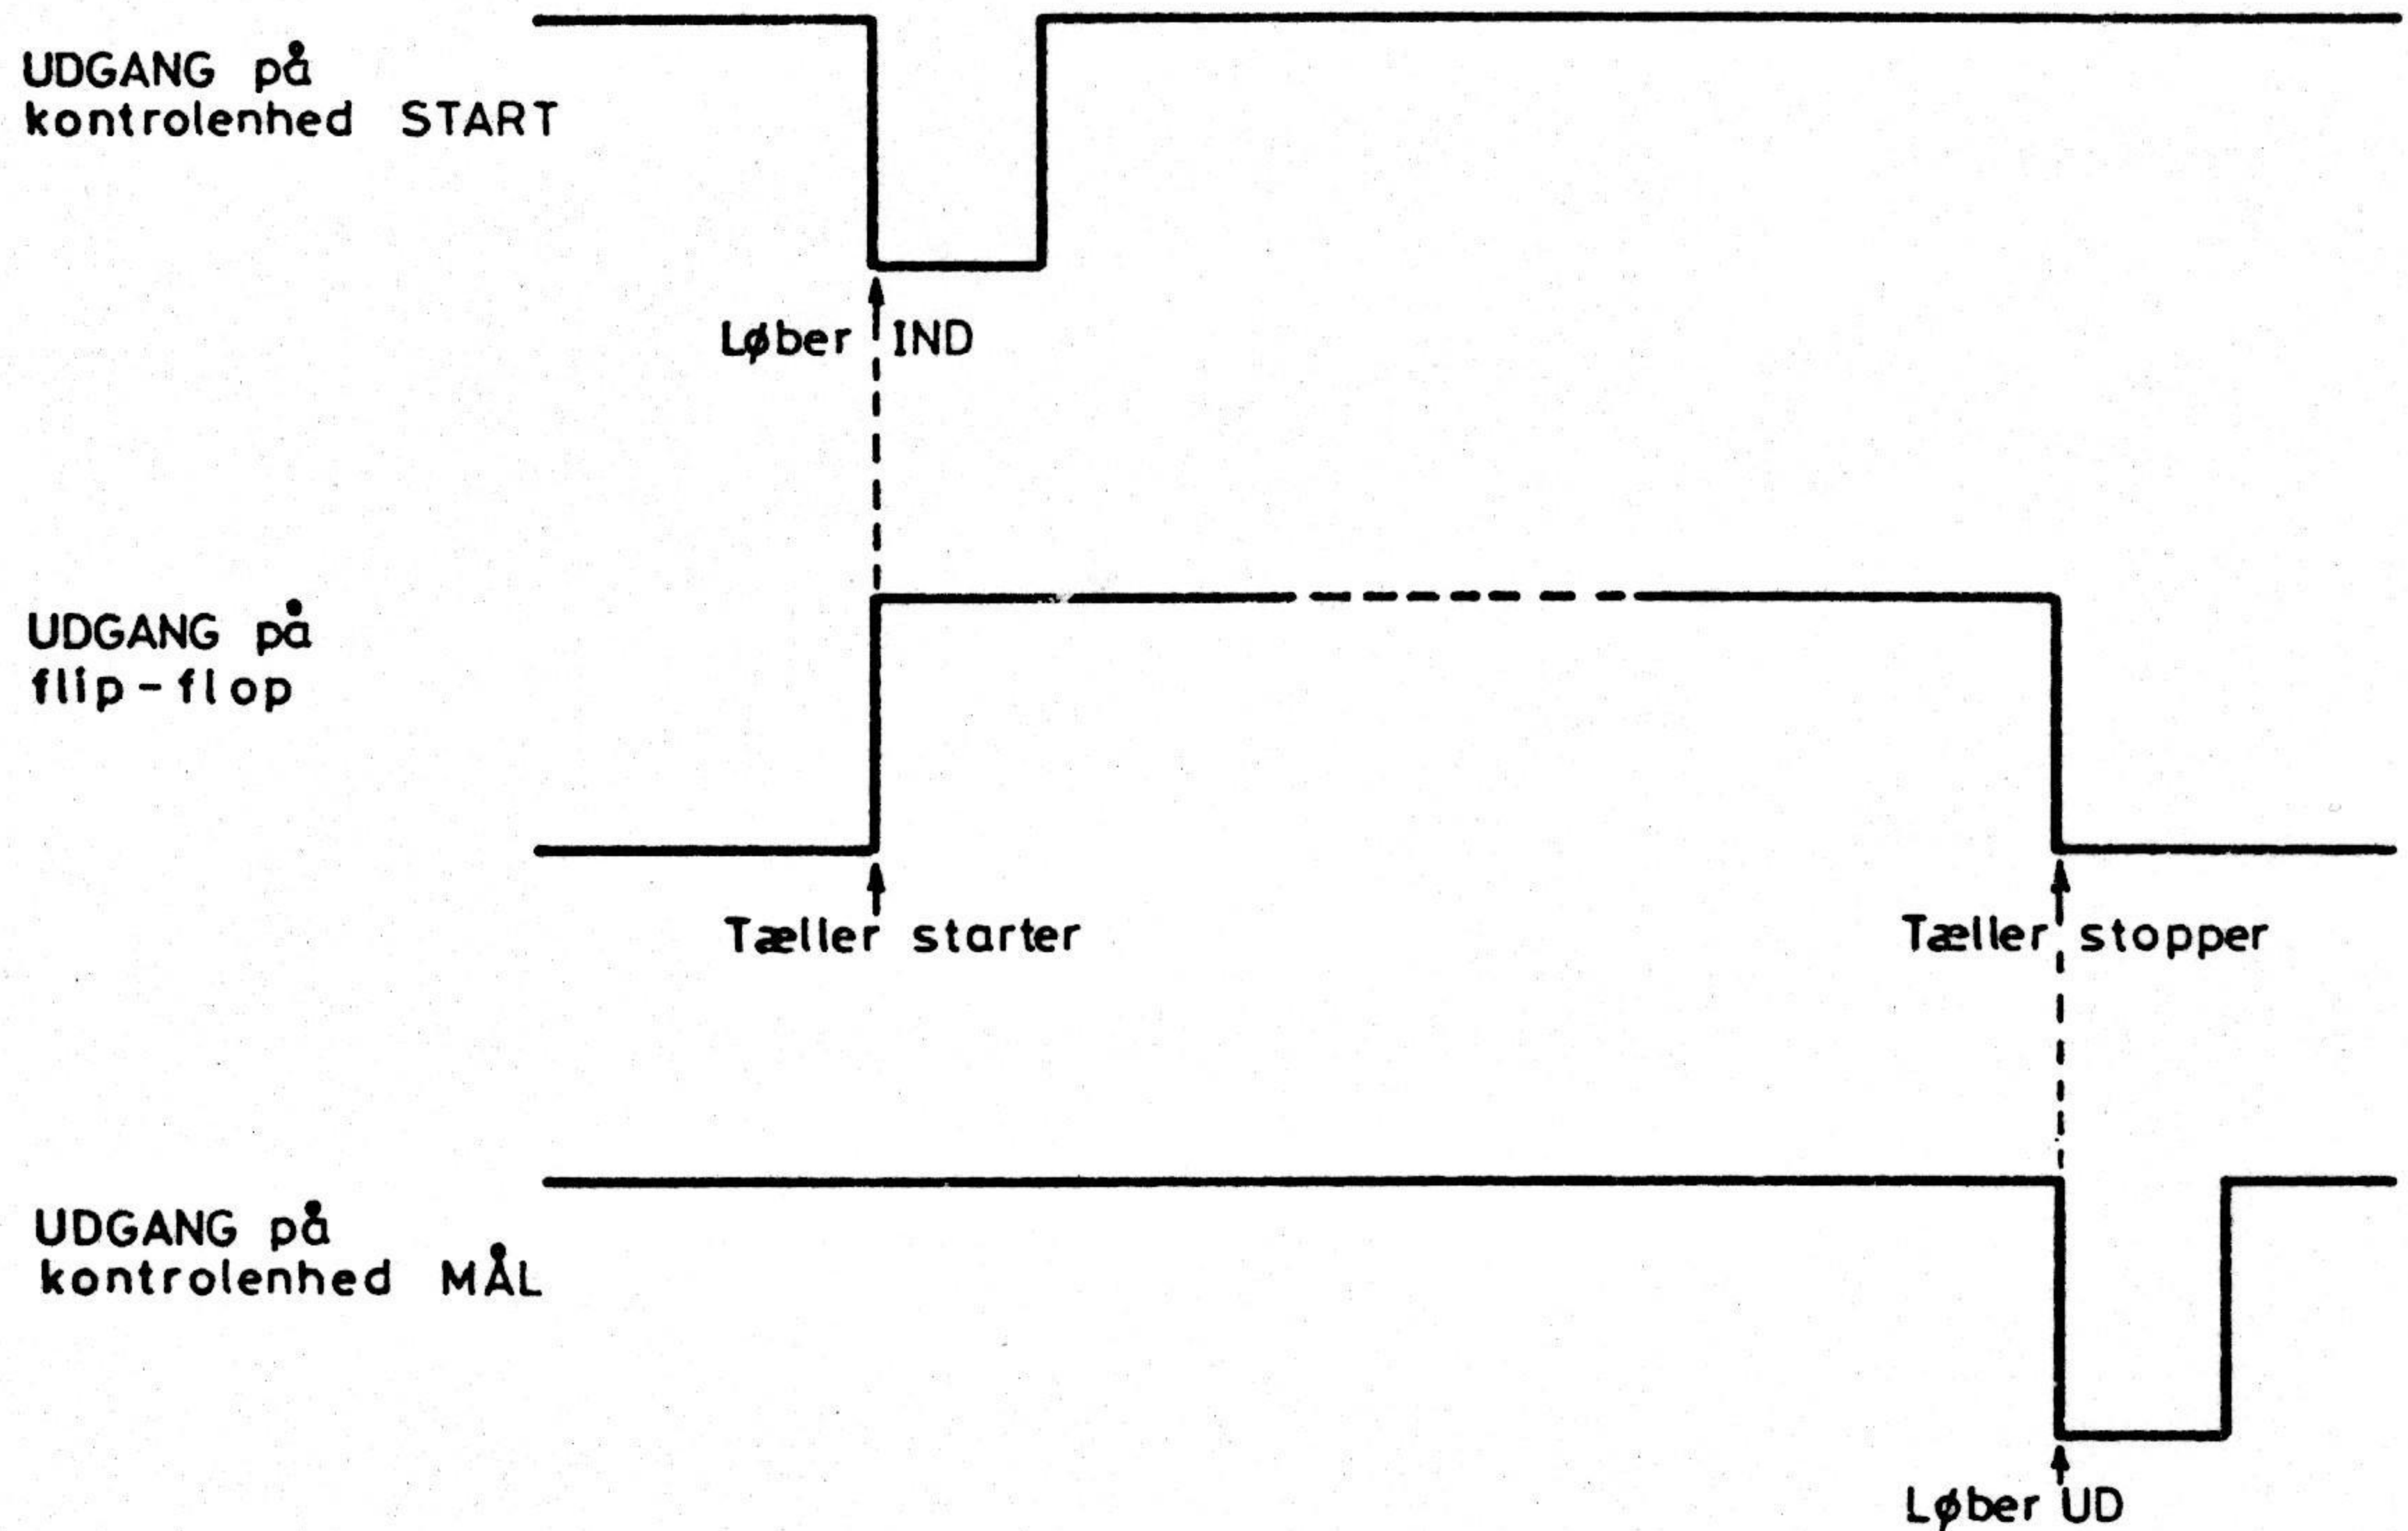 UDGANG på
kontrolenhed START
Løber IND
UDGANG på
flip-flop
Tæller starter
Tæller stopper
UDGANG på
kontrolenhed MÅL
Løber UD